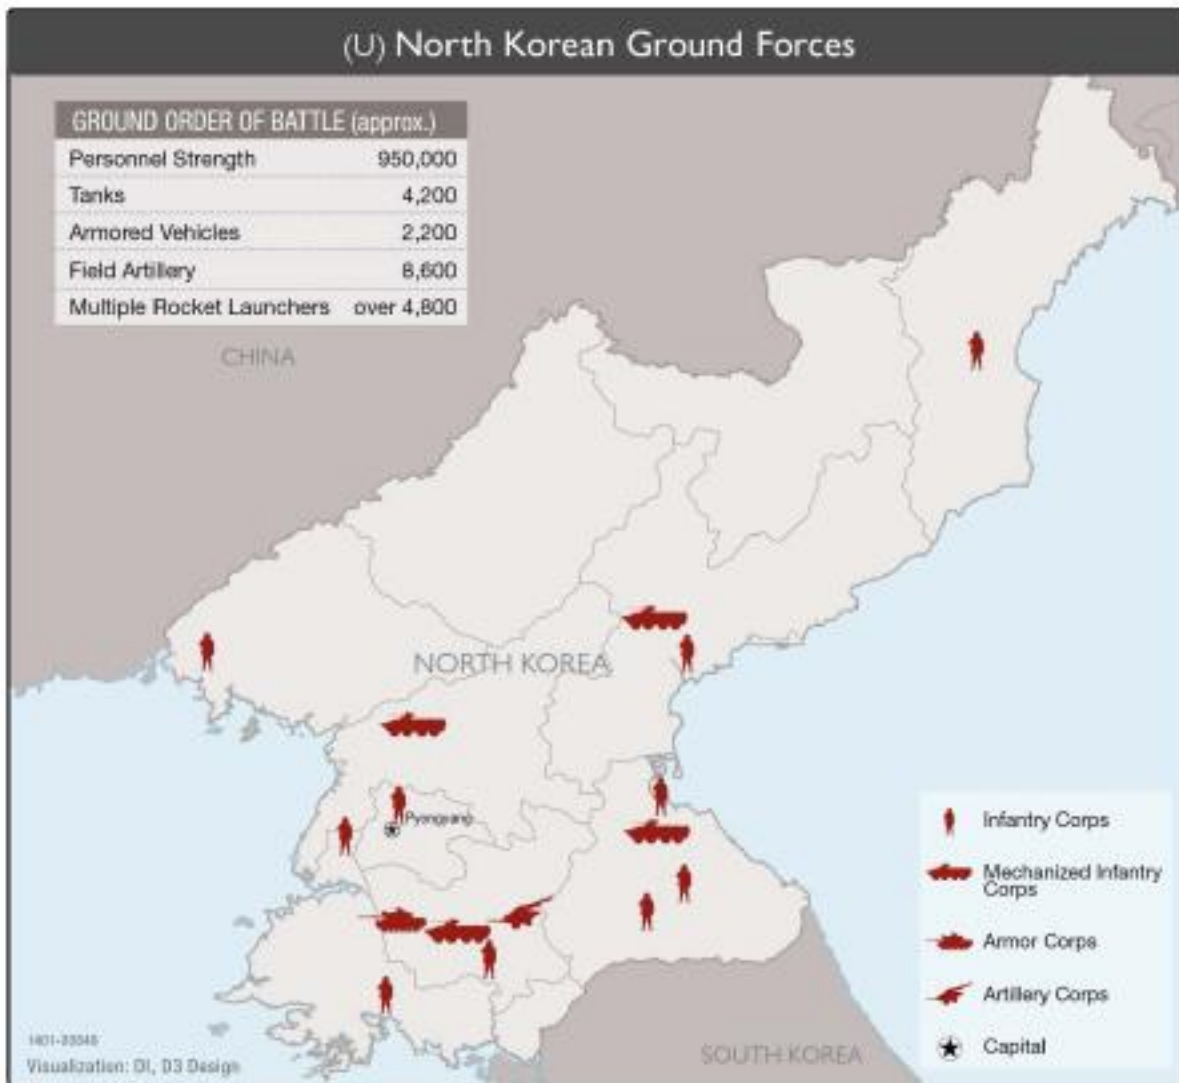 (U) North Korean Ground Forces
GROUND ORDER OF BATTLE (approx.)
Personnel Strength 950,000
Tanks 4,200
Armored Vehicles 2,200
Field Artillery 8,600
Multiple Rocket Launchers over 4,800
CHINA
NORTH KOREA
Pyongyang
Infantry Corps
Mechanized Infantry
Corps
Armor Corps
Artillery Corps
Capital
SOUTH KOREA
Visualization: DI, D3 Design